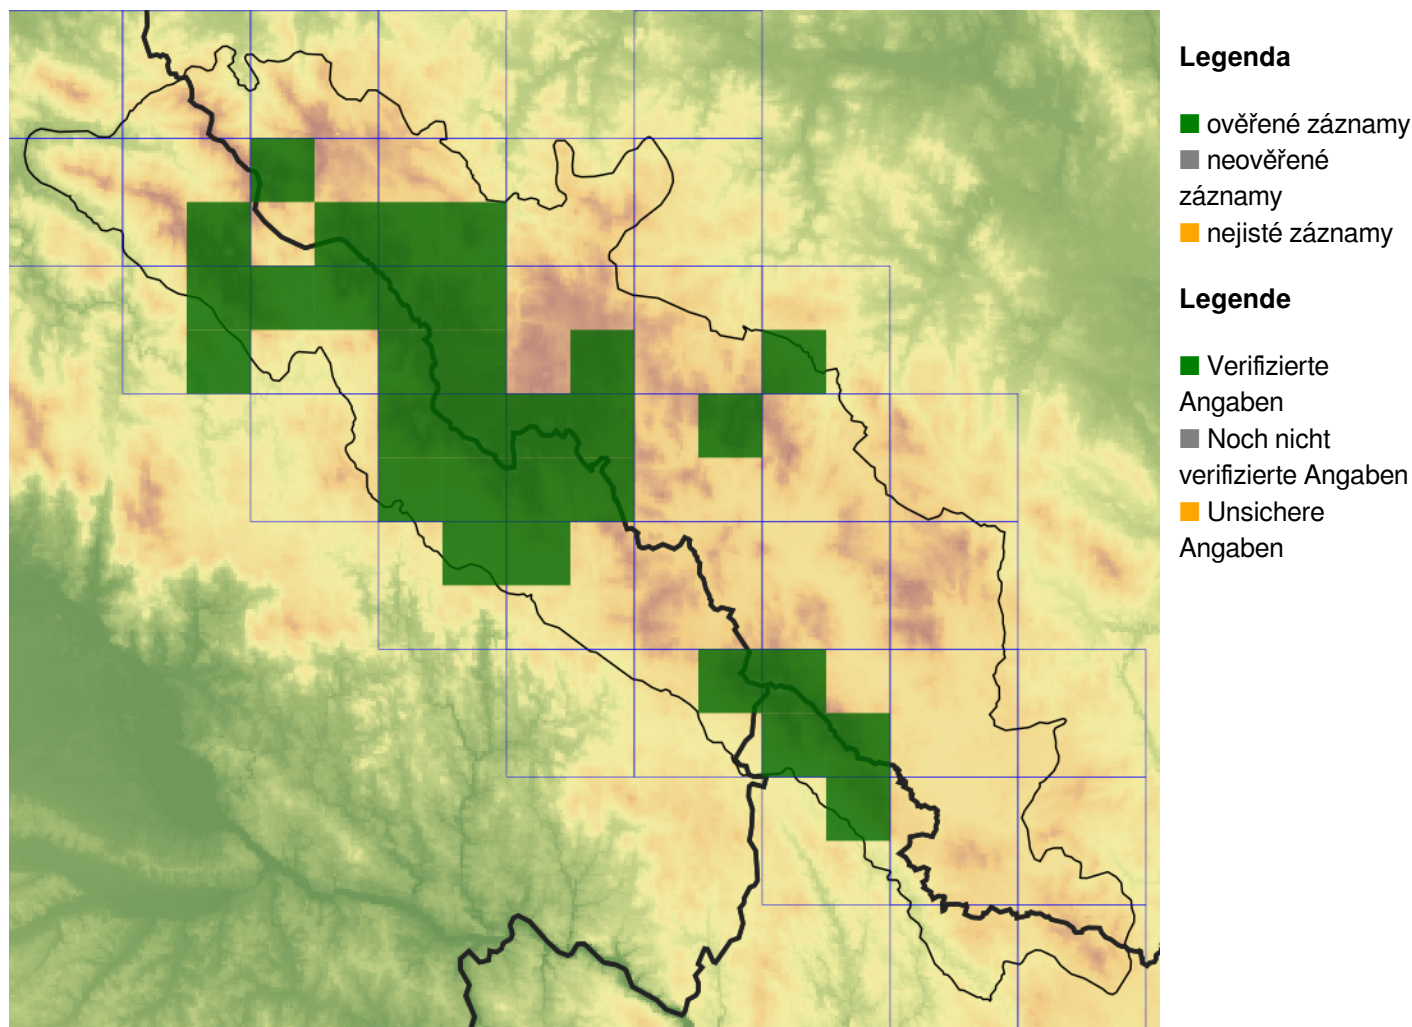 Legenda
ověřené záznamy
neověřené
záznamy
nejisté záznamy
Legende
Verifizierte
Angaben
Noch nicht
verifizierte Angaben
Unsichere
Angaben